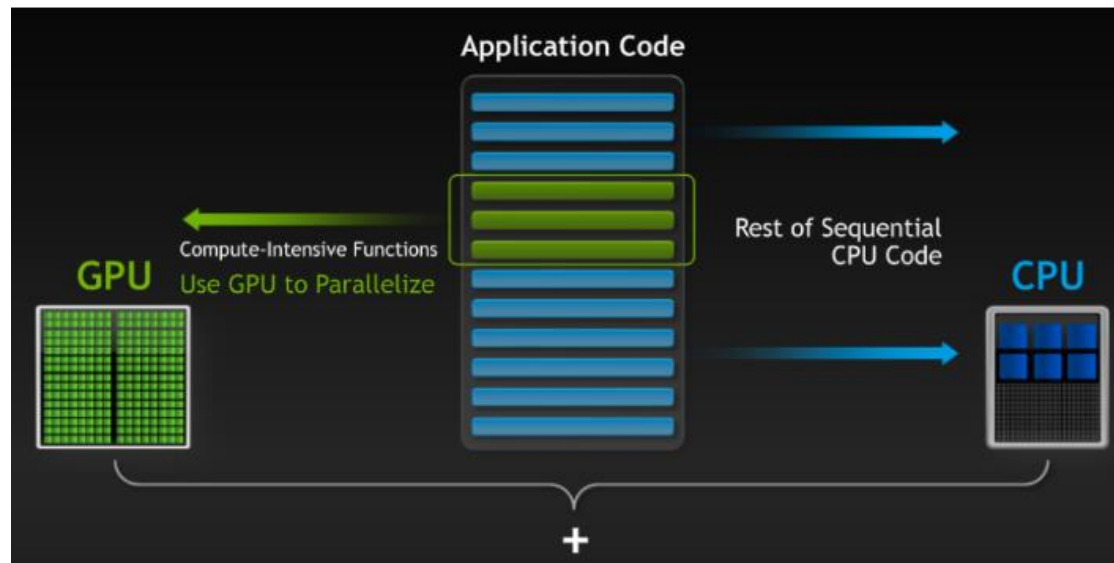 Application Code
Compute-Intensive Functions
Use GPU to Parallelize
GPU
Rest of Sequential
CPU Code
CPU
+